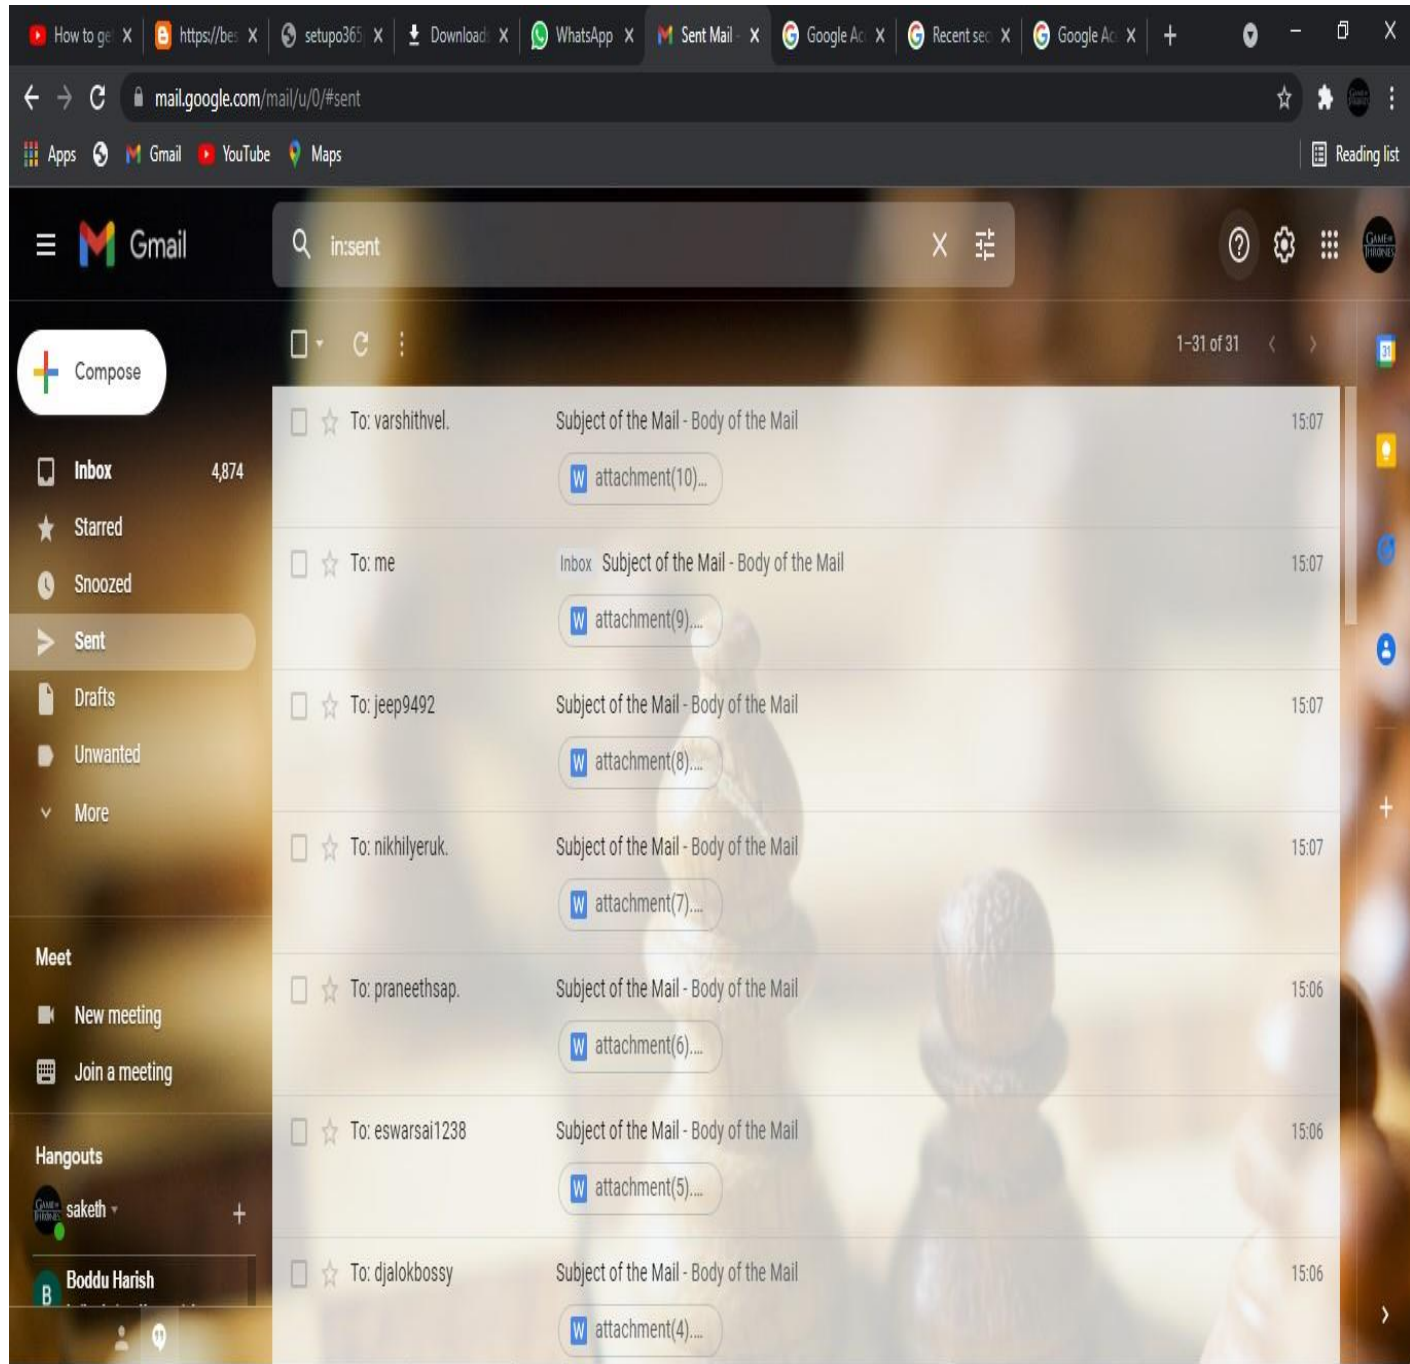 How to ge
https://bes
setupo365
Download
WhatsApp
Sent Mail -
Google Acc
Recent sec
Google Ac
mail.google.com/mail/u/0/#sent
Apps
Gmail
YouTube
Maps
Reading list
Gmail
in:sent
GAME OF THRONES
1–31 of 31
31
Compose
Inbox 4,874
Starred
Snoozed
Sent
Drafts
Unwanted
More
Meet
New meeting
Join a meeting
Hangouts
saketh
B Boddu Harish
To: varshithvel. Subject of the Mail - Body of the Mail 15:07
W attachment(10)...
To: me Inbox Subject of the Mail - Body of the Mail 15:07
W attachment(9)....
To: jeep9492 Subject of the Mail - Body of the Mail 15:07
W attachment(8)....
To: nikhilyeruk. Subject of the Mail - Body of the Mail 15:07
W attachment(7)....
To: praneethsap. Subject of the Mail - Body of the Mail 15:06
W attachment(6)....
To: eswarsai1238 Subject of the Mail - Body of the Mail 15:06
W attachment(5)....
To: djalokbossy Subject of the Mail - Body of the Mail 15:06
W attachment(4)....